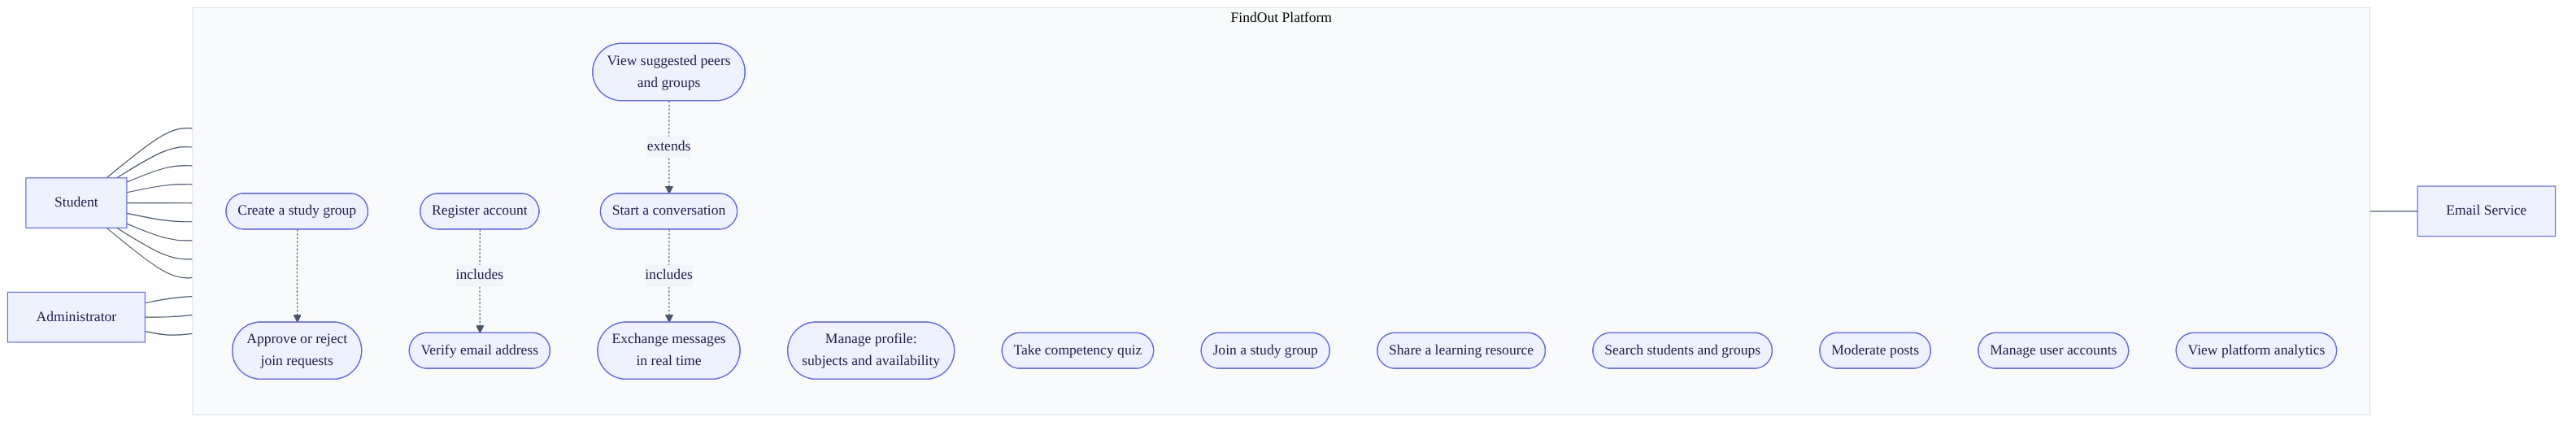 FindOut Platform
View suggested peers
and groups
extends
Student
Create a study group
Register account
Start a conversation
Email Service
includes
includes
Administrator
Approve or reject
join requests
Verify email address
Exchange messages
in real time
Manage profile:
subjects and availability
Take competency quiz
Join a study group
Share a learning resource
Search students and groups
Moderate posts
Manage user accounts
View platform analytics